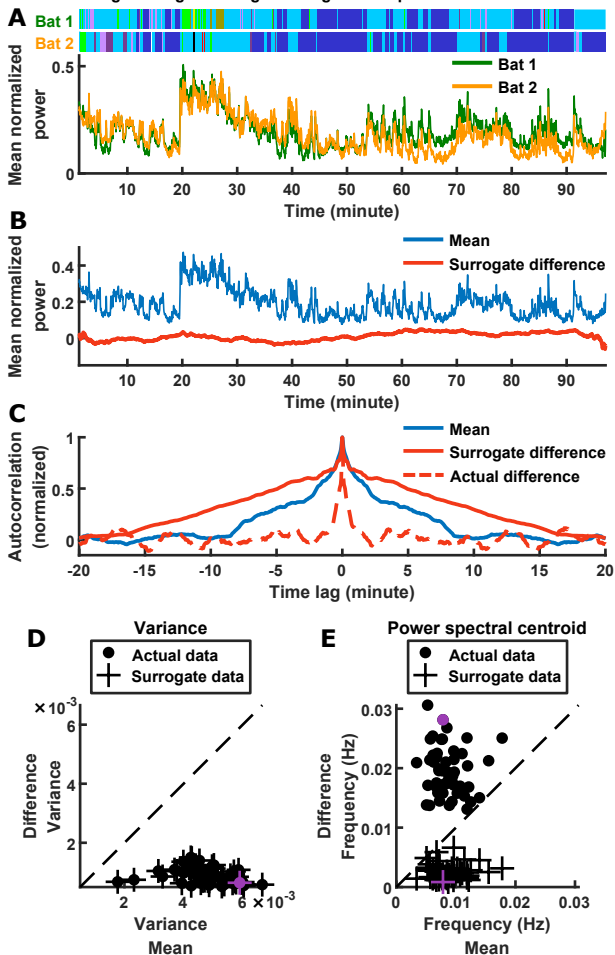 Bat 1
Bat 2
A
Mean normalized
power
0.5
0
Bat 1
Bat 2
10 20 30 40 50 60 70 80 90
Time (minute)
B
Mean normalized
power
0.4
0.2
0
Mean
Surrogate difference
10 20 30 40 50 60 70 80 90
Time (minute)
C
Autocorrelation
(normalized)
1
0.5
0
Mean
Surrogate difference
Actual difference
-20 -15 -10 -5 0 5 10 15 20
Time lag (minute)
D
Variance
Actual data
Surrogate data
×10⁻³
Difference
Variance
6
4
2
2 4 6 ×10⁻³
Variance
Mean
E
Power spectral centroid
Actual data
Surrogate data
Difference
Frequency (Hz)
0.03
0.02
0.01
0
0 0.01 0.02 0.03
Frequency (Hz)
Mean